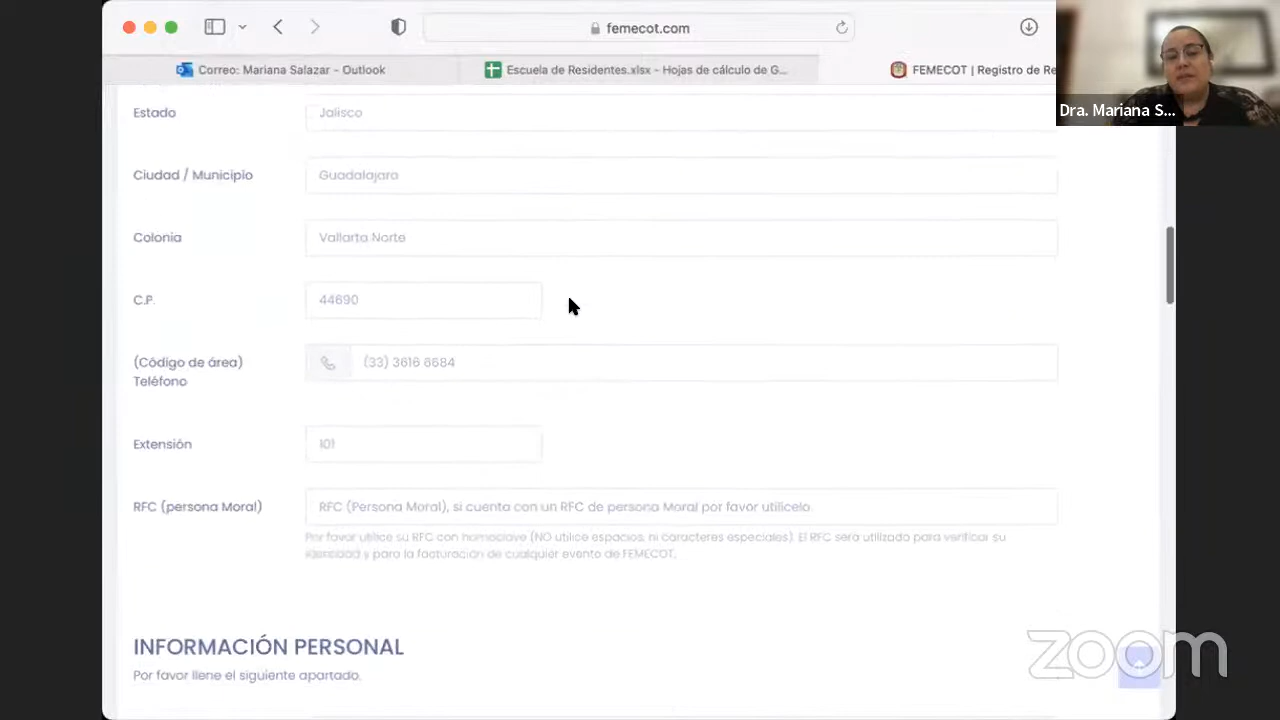 femecot.com
Correo: Mariana Salazar – Outlook
Escuela de Residentes.xlsx - Hojas de cálculo de G...
FEMECOT | Registro de Re
Dra. Mariana S...
Estado
Jalisco
Ciudad / Municipio
Guadalajara
Colonia
Vallarta Norte
C.P.
44690
(Código de área)
Teléfono
(33) 3616 6684
Extensión
101
RFC (persona Moral)
RFC (Persona Moral), si cuenta con un RFC de persona Moral por favor utilícelo.
Por favor utilice su RFC con homoclave (NO utilice espacios, ni caracteres especiales). El RFC será utilizado para verificar su
identidad y para la facturación de cualquier evento de FEMECOT.
INFORMACIÓN PERSONAL
Por favor llene el siguiente apartado.
zoom